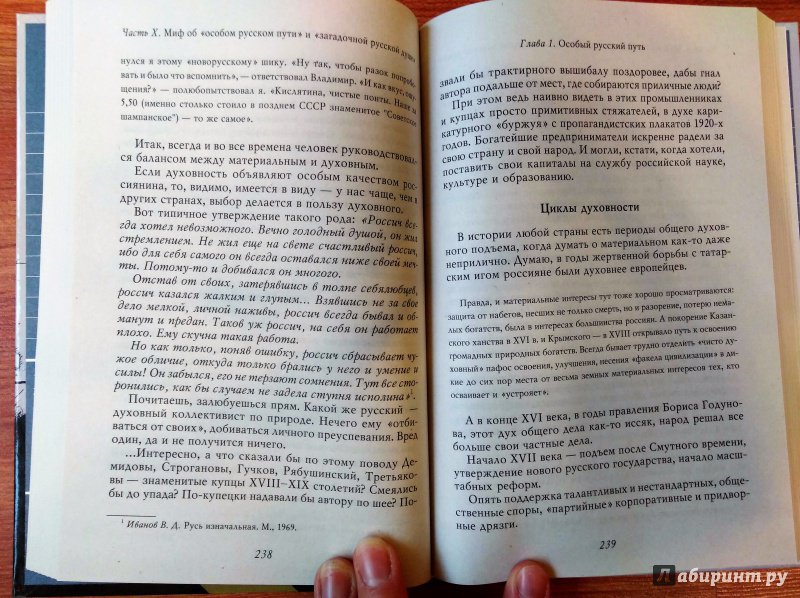 Часть X. Миф об «особом русском пути» и «загадочной русской душе»
нулся я этому «новорусскому» шику. «Ну так, чтобы разок попробо-
вать и было что вспомнить», — ответствовал Владимир. «И как вкус, ощу-
щения?» — полюбопытствовал я. «Кислятина, чистые понты. Наше за
5,50 (именно столько стоило в позднем СССР знаменитое "Советское
шампанское") — то же самое».
Итак, всегда и во все времена человек руководствовал-
ся балансом между материальным и духовным.
Если духовность объявляют особым качеством рос-
сиянина, то, видимо, имеется в виду — у нас чаще, чем в
других странах, выбор делается в пользу духовного.
Вот типичное утверждение такого рода: «Россич все-
гда хотел невозможного. Вечно голодный душой, он жил
стремлением. Не жил еще на свете счастливый россич,
ибо для себя самого он всегда оставался ниже своей меч-
ты. Потому-то и добивался он многого.
Отстав от своих, затерявшись в толпе себялюбцев,
россич казался жалким и глупым... Взявшись не за свое
дело мелкой, личной наживы, россич всегда бывал и об-
манут и предан. Таков уж россич, на себя он работает
плохо. Ему скучна такая работа.
Но как только, поняв ошибку, россич сбрасывает чу-
жое обличие, откуда только брались у него и умение и
силы! Он забылся, его не терзают сомнения. Тут все сто-
ронились, как бы случаем не задела ступня исполина»¹.
Почитаешь, залюбуешься прям. Какой же русский —
духовный коллективист по природе. Нечего ему «отби-
ваться от своих», добиваться личного преуспевания. Вред
один, да и не получится ничего.
...Интересно, а что сказали бы по этому поводу Де-
мидовы, Строгановы, Гучков, Рябушинский, Третьяко-
вы — знаменитые купцы XVIII–XIX столетий? Смеялись
бы до упада? По-купецки надавали бы автору по шее? По-
¹ Иванов В. Д. Русь изначальная. М., 1969.
238
Глава 1. Особый русский путь
звали бы трактирного вышибалу поздоровее, дабы гнал
автора подальше от мест, где собираются приличные люди?
При этом ведь наивно видеть в этих промышленниках
и купцах просто примитивных стяжателей, в духе кари-
катурного «буржуя» с пропагандистских плакатов 1920-х
годов. Богатейшие предприниматели искренне радели за
свою страну и свой народ. И могли, кстати, когда хотели,
поставить свои капиталы на службу российской науке,
культуре и образованию.
Циклы духовности
В истории любой страны есть периоды общего духов-
ного подъема, когда думать о материальном как-то даже
неприлично. Думаю, в годы жертвенной борьбы с татар-
ским игом россияне были духовнее европейцев.
Правда, и материальные интересы тут тоже хорошо просматриваются:
защита от набегов, несших не только смерть, но и разорение, потерю нема-
лых богатств, была в интересах большинства россиян. А покорение Казан-
ского ханства в XVI в. и Крымского — в XVIII открывало путь к освоению
громадных природных богатств. Всегда бывает трудно отделить «чисто ду-
ховный» пафос освоения, улучшения, несения «факела цивилизации» в ди-
кие до сих пор места от весьма земных материальных интересов тех, кто
осваивает и «устрояет».
А в конце XVI века, в годы правления Бориса Годуно-
ва, этот дух общего дела как-то иссяк, народ решал все
больше свои частные дела.
Начало XVII века — подъем после Смутного времени,
утверждение нового русского государства, начало масш-
табных реформ.
Опять поддержка талантливых и нестандартных, обще-
ственные споры, «партийные» корпоративные и придвор-
ные дрязги.
239
Лабиринт.ру